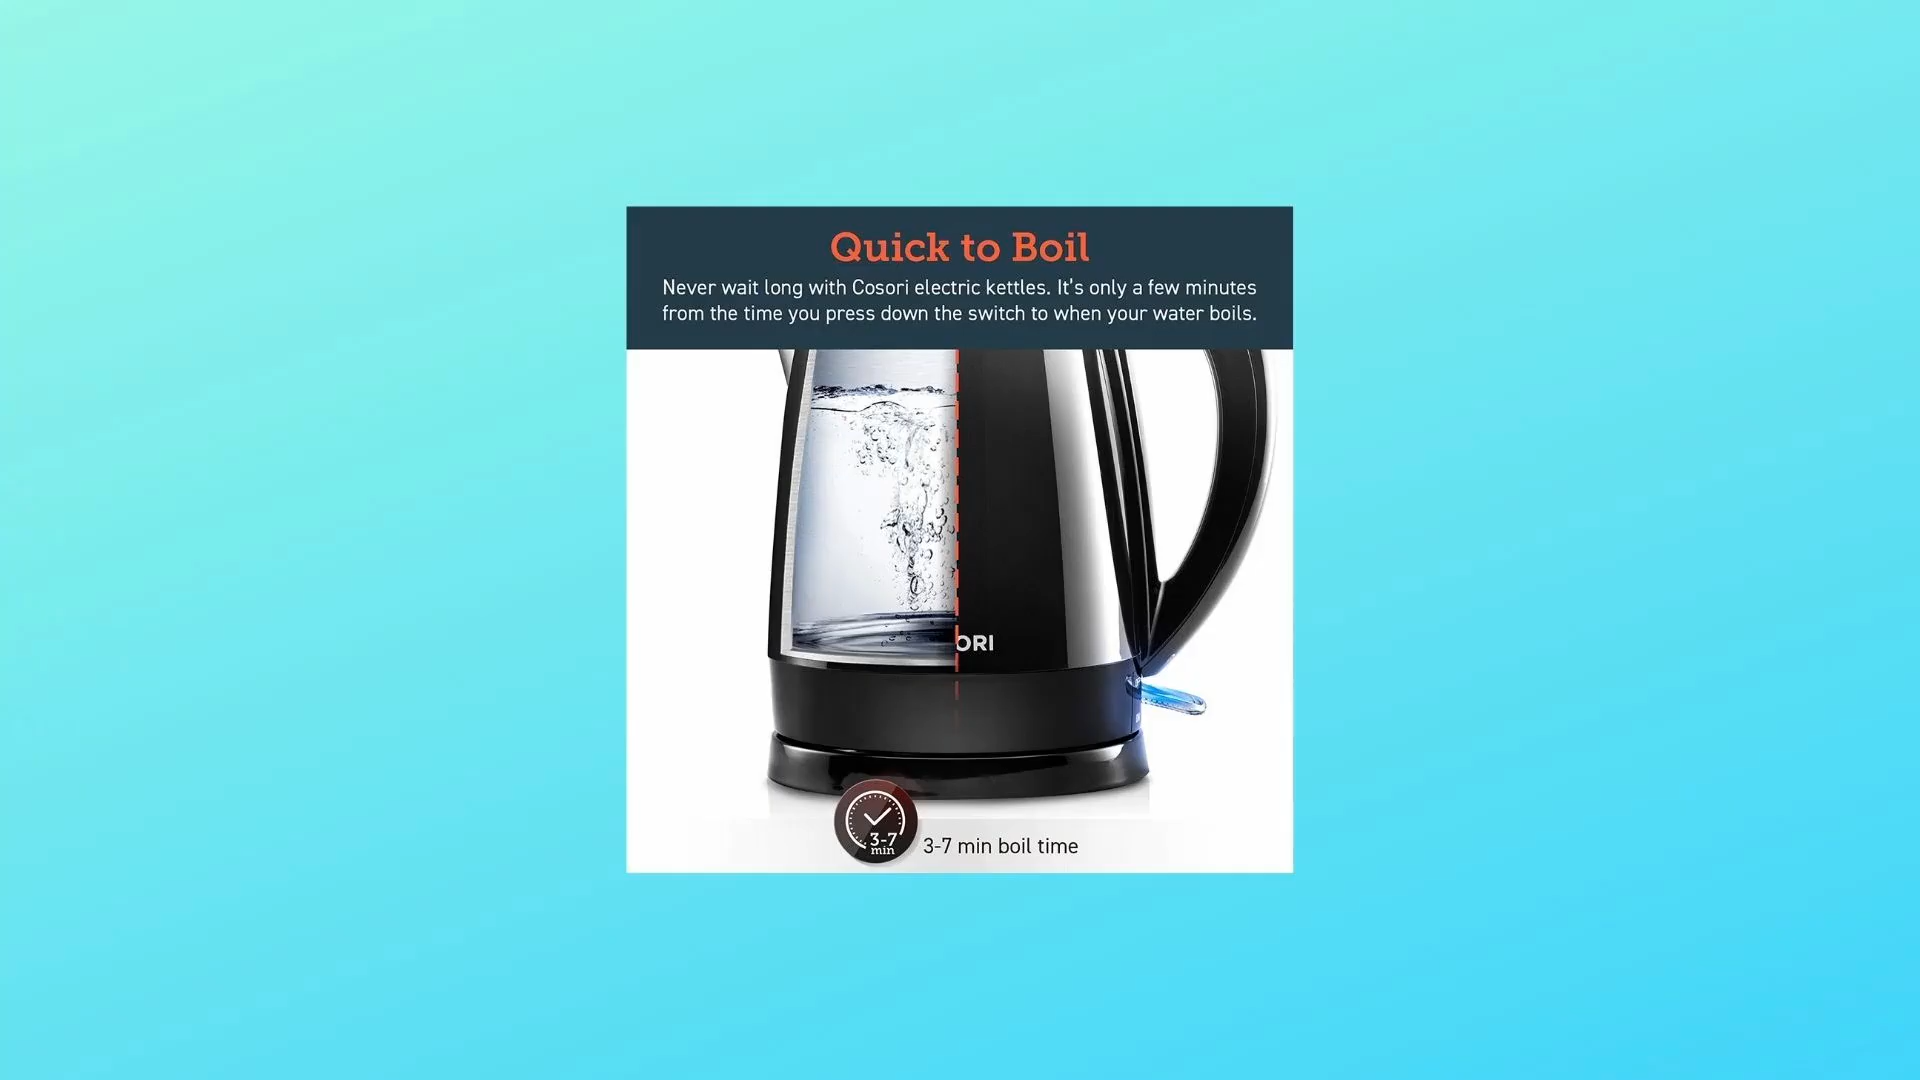 Quick to Boil
Never wait long with Cosori electric kettles. It's only a few minutes
from the time you press down the switch to when your water boils.
ORI
3-7
min
3-7 min boil time